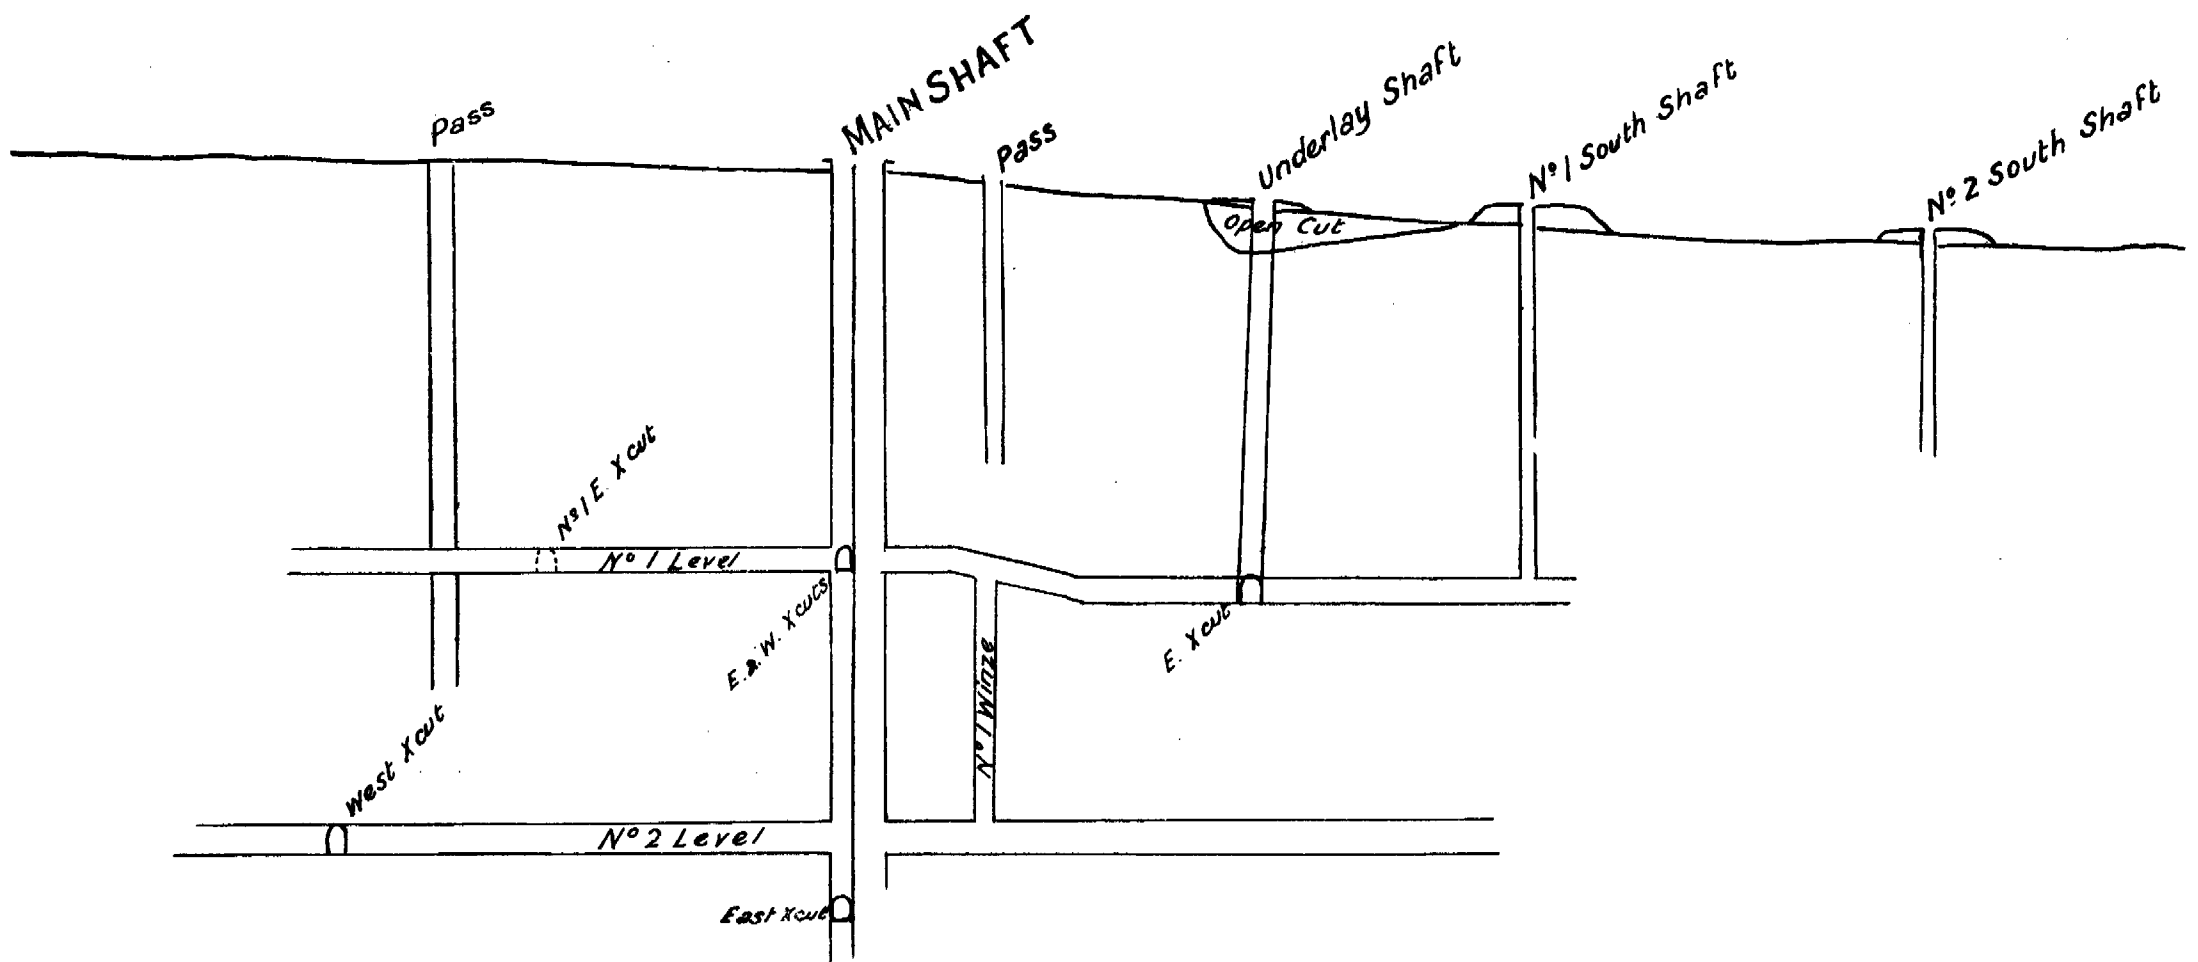 Pass
MAIN SHAFT
Pass
Underlay Shaft
Nº 1 South Shaft
Nº 2 South Shaft
Open Cut
Nº 1 E. X cut
Nº 1 Level
E. & W. X cuts
E. X cut
Nº 1 Winze
West X cut
Nº 2 Level
East X cut